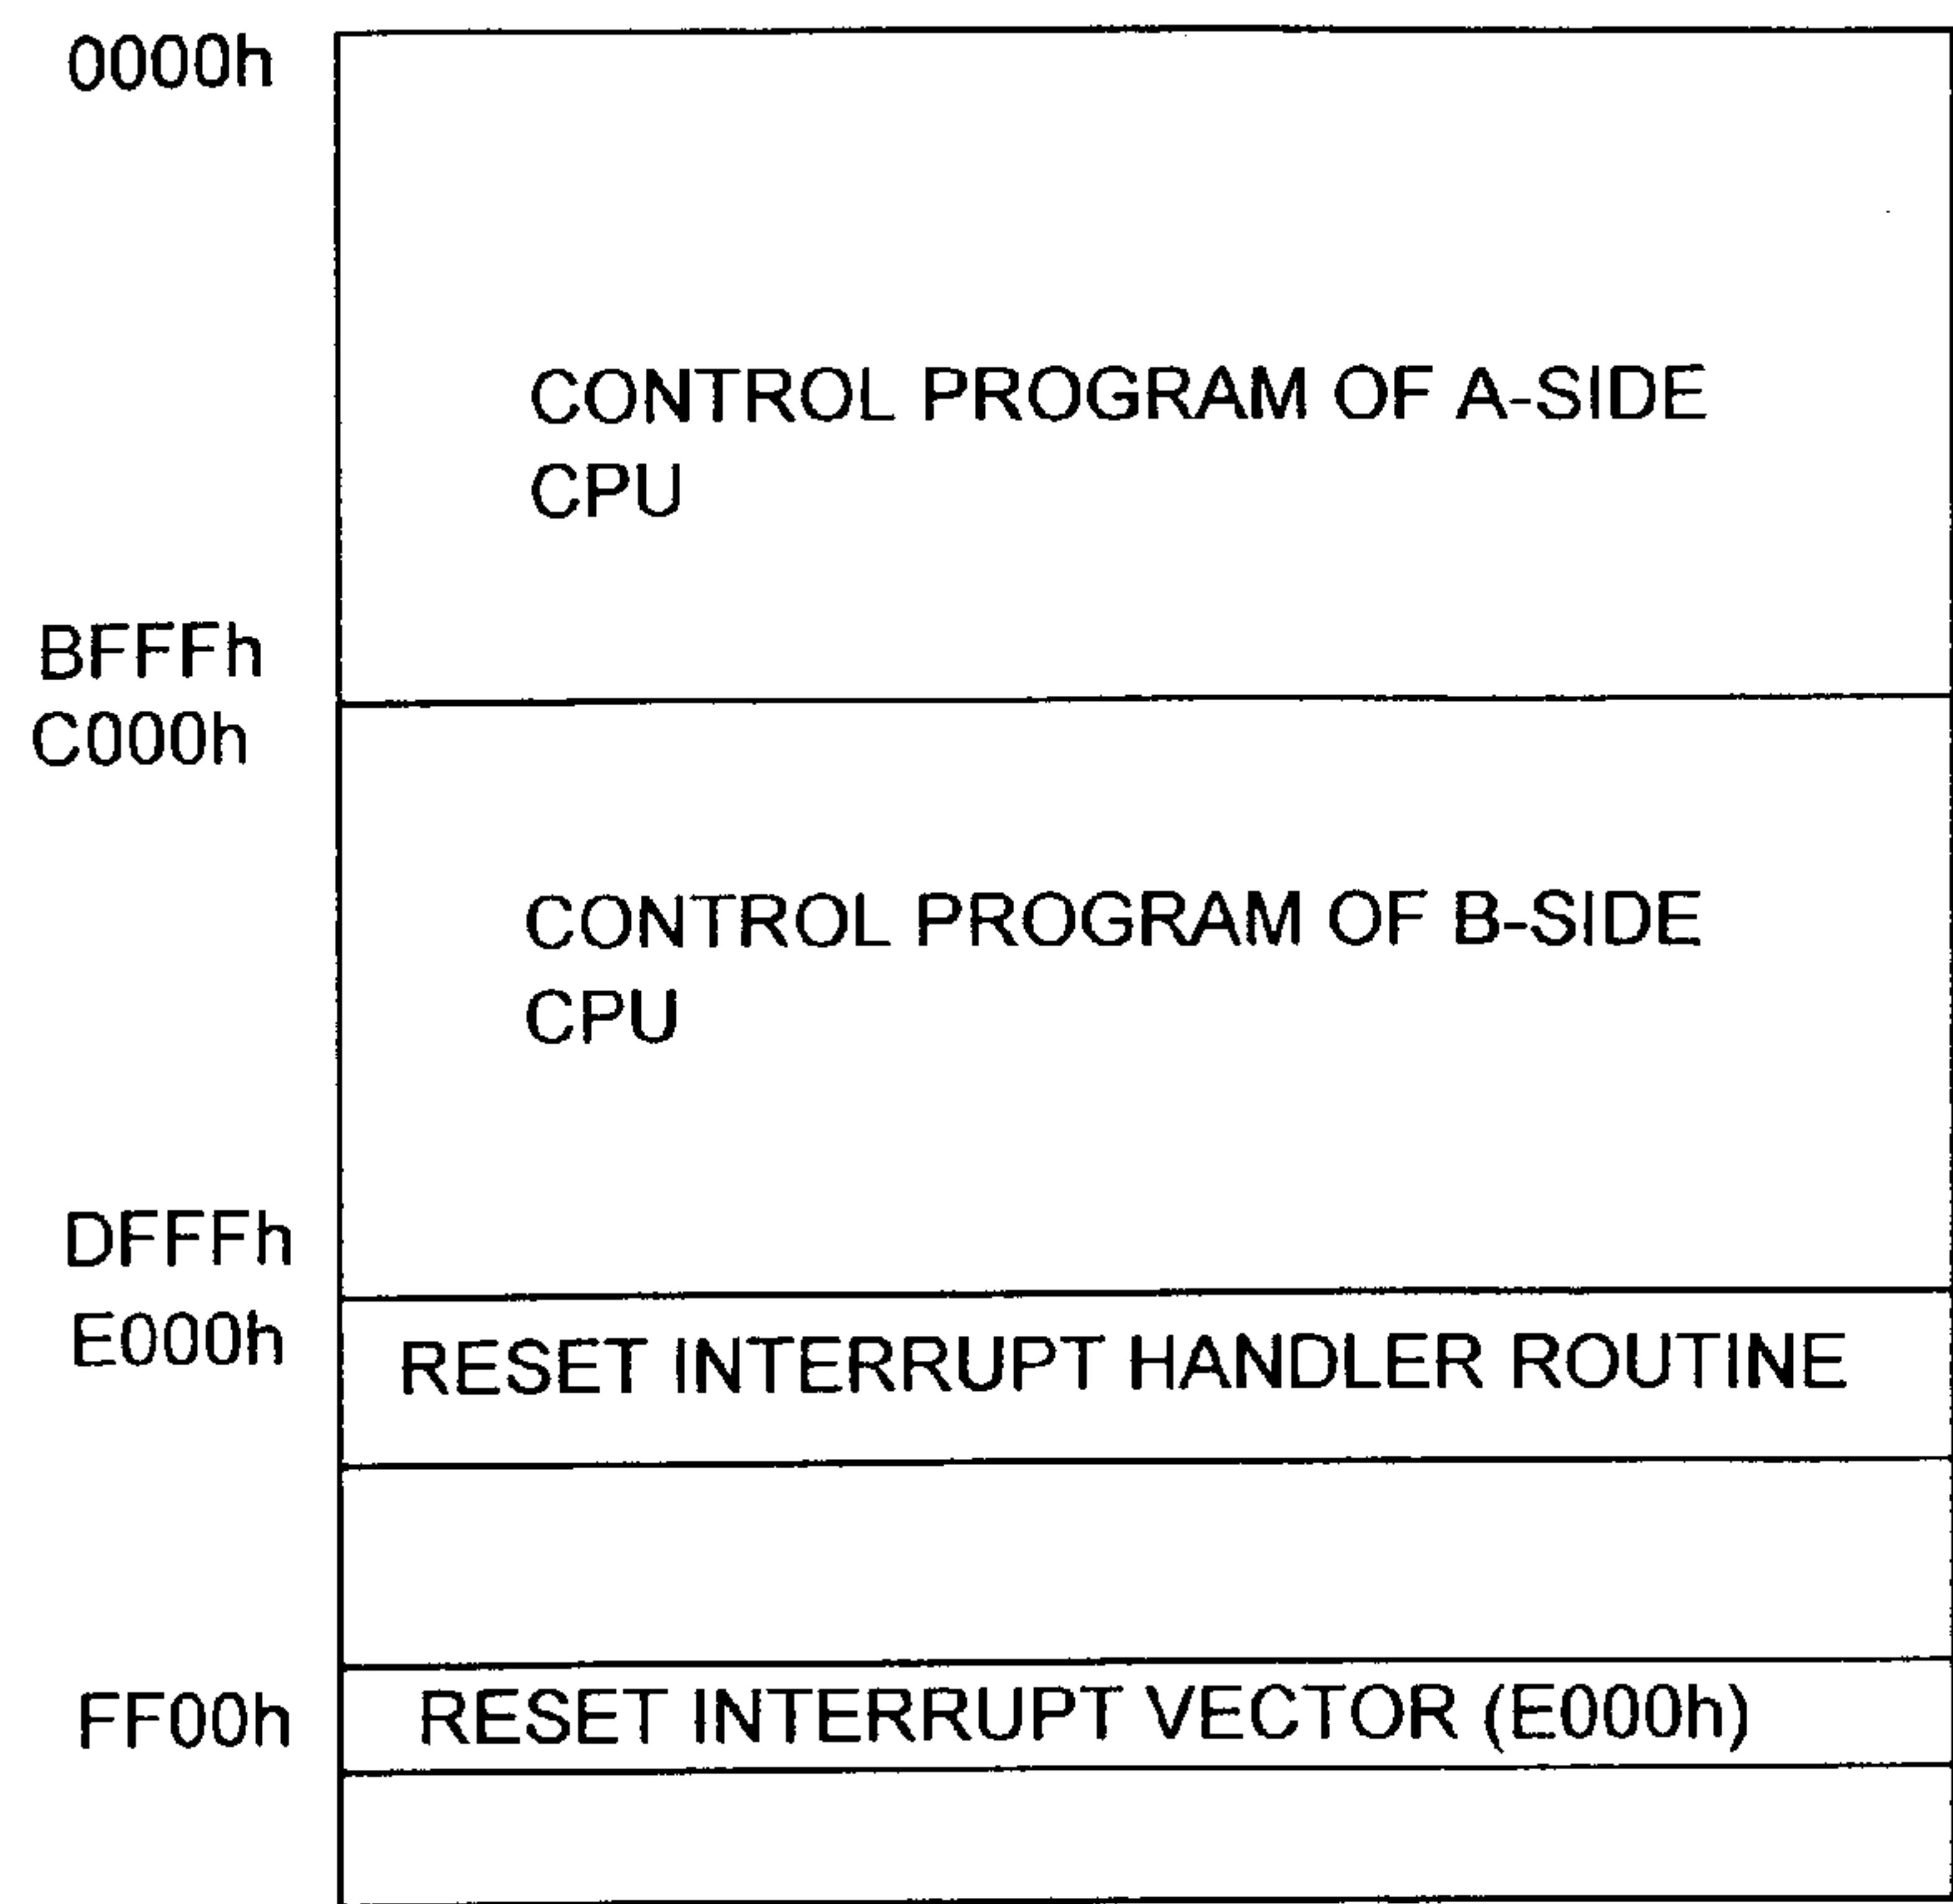 0000h
CONTROL PROGRAM OF A-SIDE
CPU
BFFFh
C000h
CONTROL PROGRAM OF B-SIDE
CPU
DFFFh
E000h
RESET INTERRUPT HANDLER ROUTINE
FF00h
RESET INTERRUPT VECTOR (E000h)